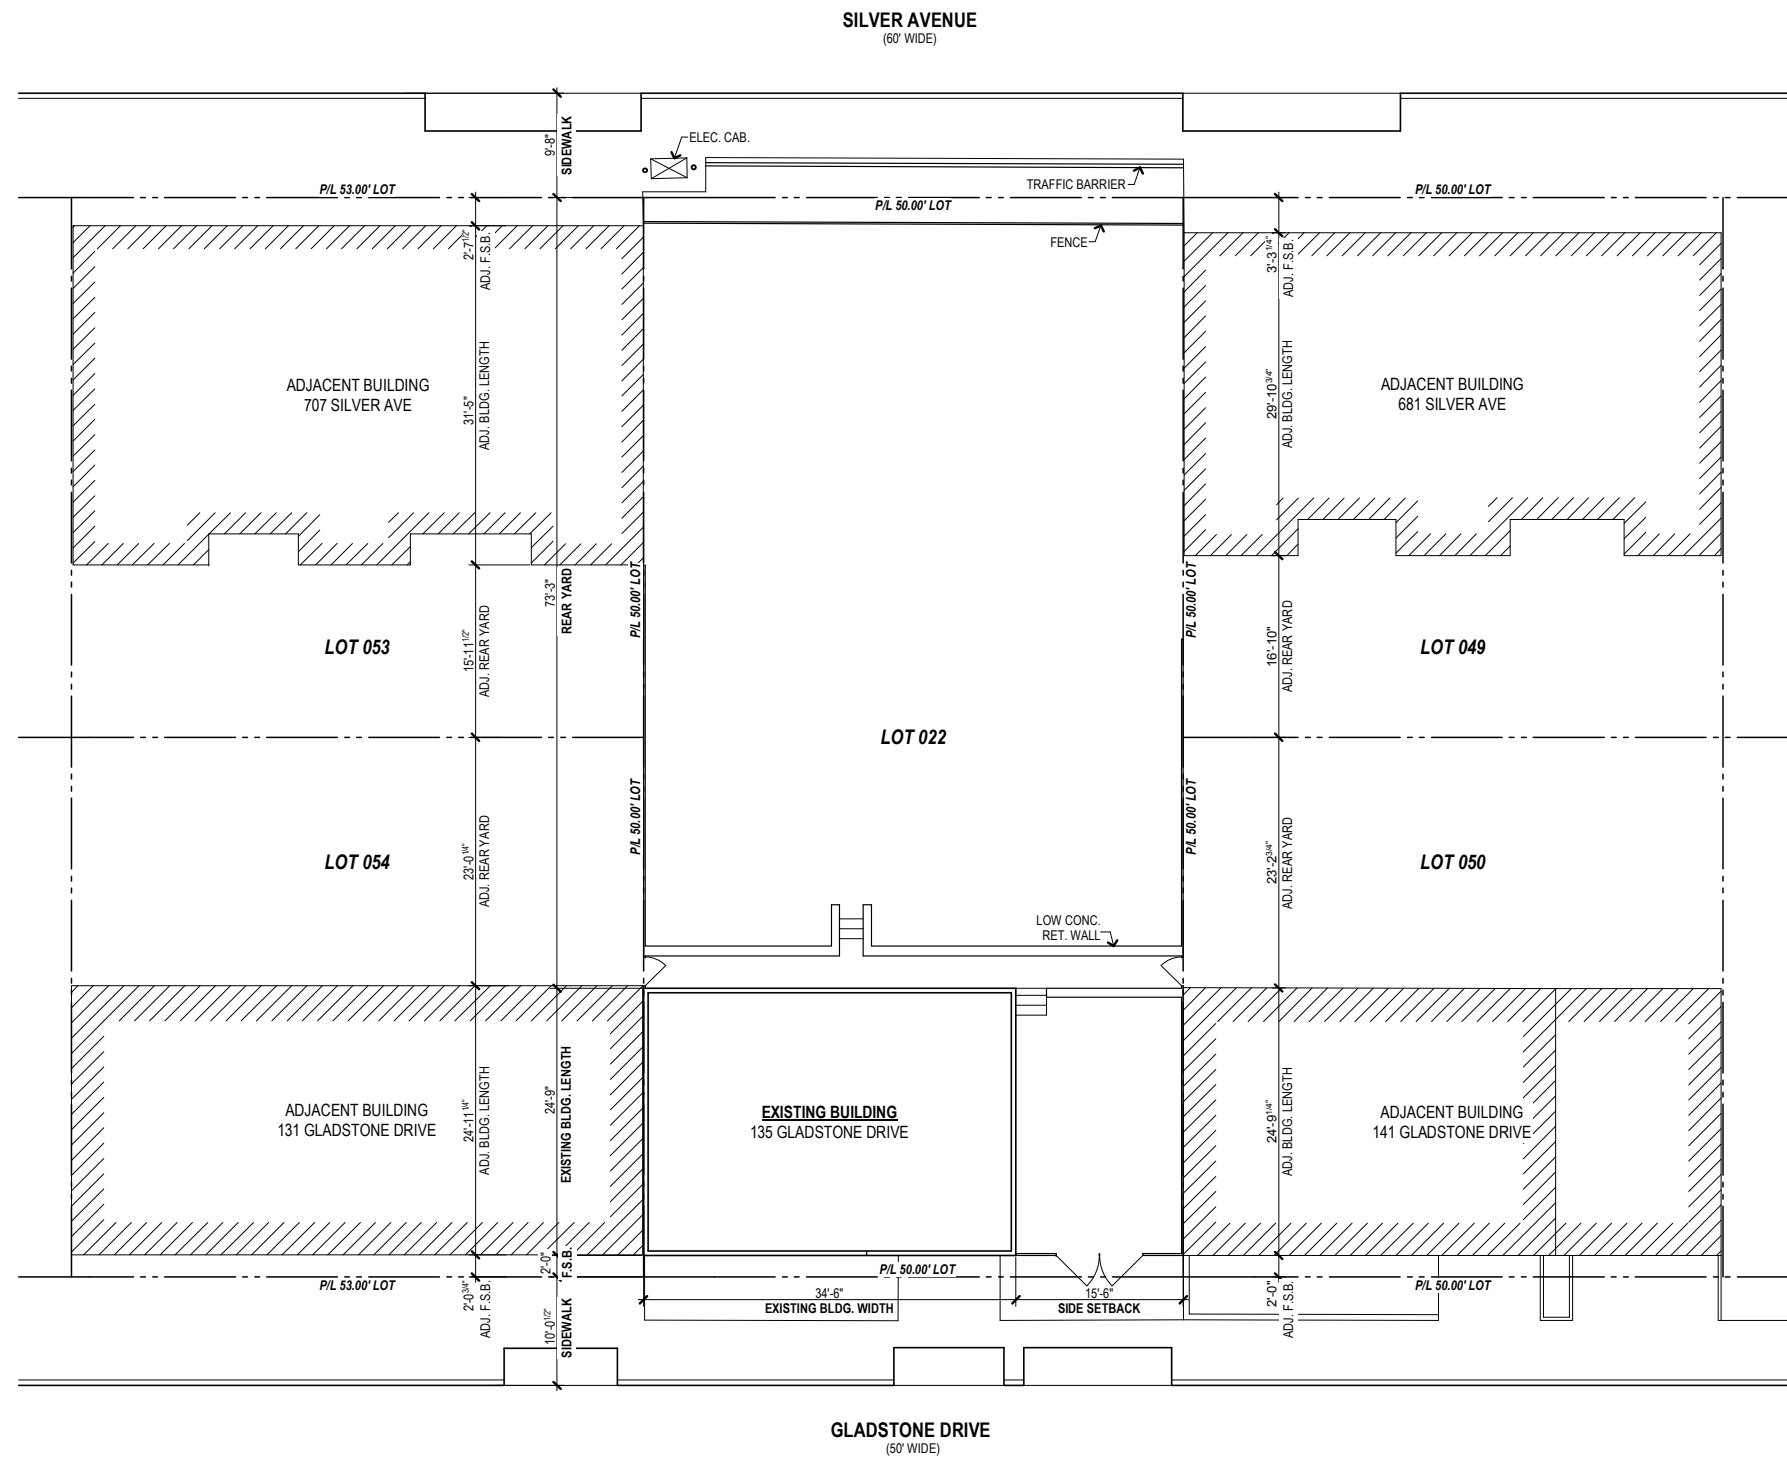 SILVER AVENUE
(60' WIDE)
9'-8"
SIDEWALK
ELEC. CAB.
TRAFFIC BARRIER
P/L 53.00' LOT
P/L 50.00' LOT
P/L 50.00' LOT
FENCE
2'-7 1/2"
ADJ. F.S.B.
3'-3 1/4"
ADJ. F.S.B.
ADJACENT BUILDING
707 SILVER AVE
31'-5"
ADJ. BLDG. LENGTH
29'-10 3/4"
ADJ. BLDG. LENGTH
ADJACENT BUILDING
681 SILVER AVE
73'-3"
REAR YARD
P/L 50.00' LOT
P/L 50.00' LOT
LOT 053
15'-11 1/2"
ADJ. REAR YARD
16'-10"
ADJ. REAR YARD
LOT 049
LOT 022
P/L 50.00' LOT
P/L 50.00' LOT
LOT 054
23'-0 1/4"
ADJ. REAR YARD
23'-2 3/4"
ADJ. REAR YARD
LOT 050
LOW CONC.
RET. WALL
ADJACENT BUILDING
131 GLADSTONE DRIVE
24'-11 1/4"
ADJ. BLDG. LENGTH
24'-9"
EXISTING BLDG. LENGTH
EXISTING BUILDING
135 GLADSTONE DRIVE
24'-9 1/4"
ADJ. BLDG. LENGTH
ADJACENT BUILDING
141 GLADSTONE DRIVE
2'-0"
F.S.B.
P/L 53.00' LOT
P/L 50.00' LOT
P/L 50.00' LOT
2'-0 3/4"
ADJ. F.S.B.
10'-0 1/2"
SIDEWALK
34'-6"
EXISTING BLDG. WIDTH
15'-6"
SIDE SETBACK
2'-0"
ADJ. F.S.B.
GLADSTONE DRIVE
(50' WIDE)